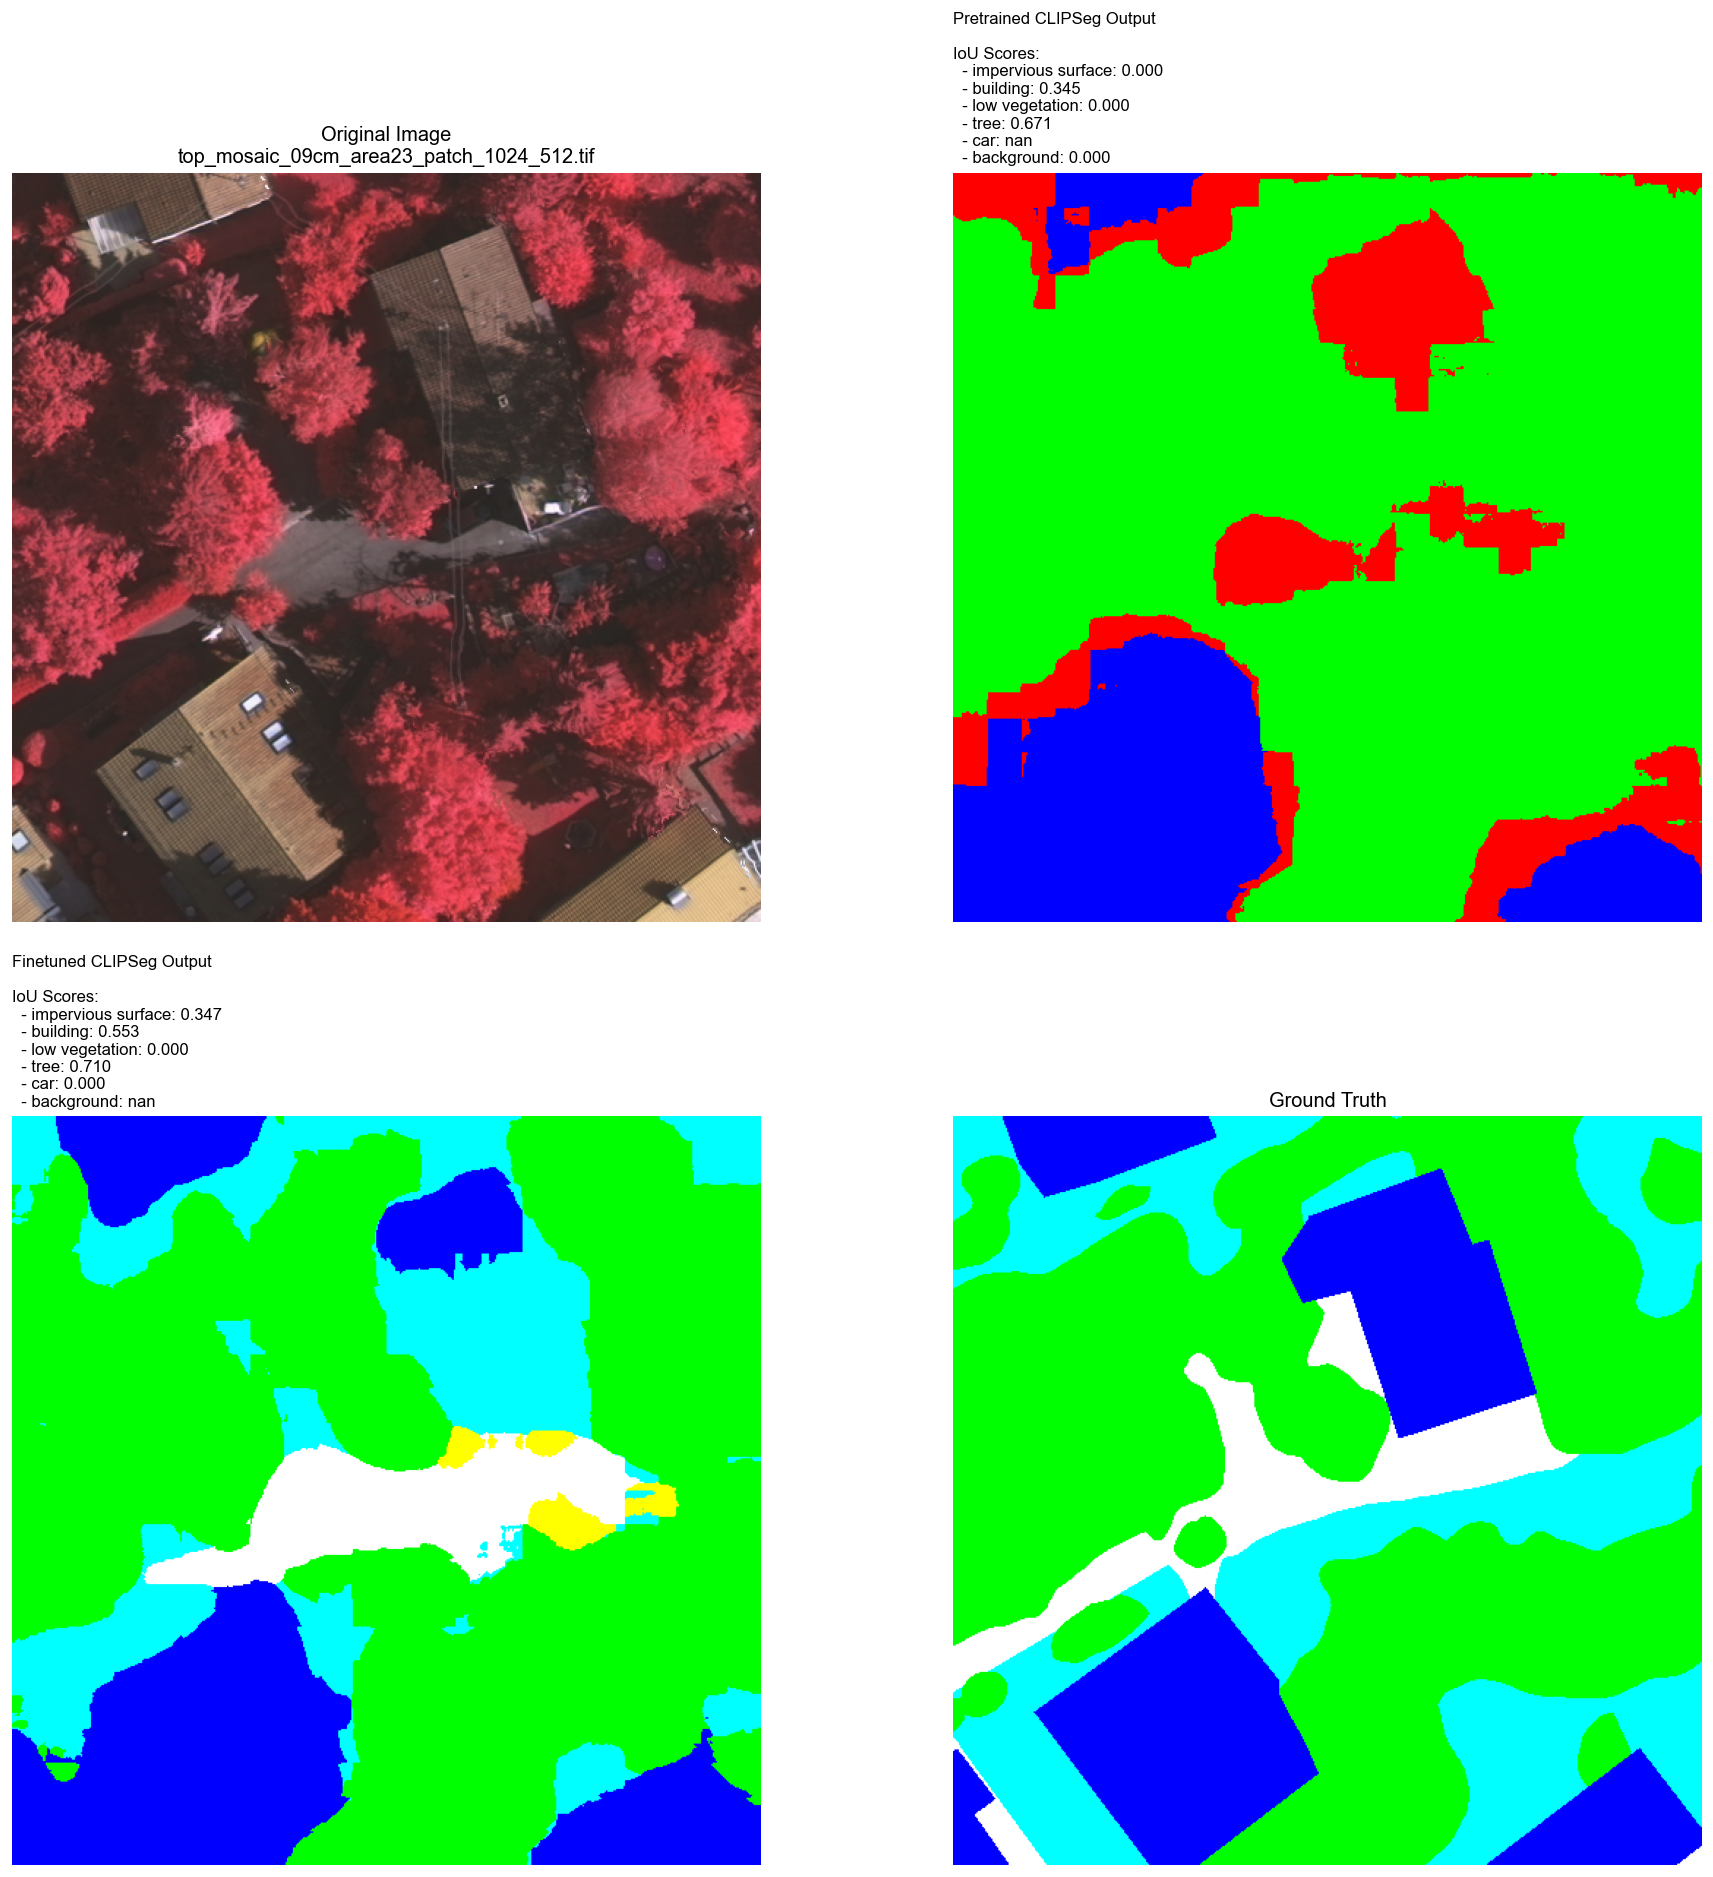 Pretrained CLIPSeg Output
IoU Scores:
- impervious surface: 0.000
- building: 0.345
- low vegetation: 0.000
- tree: 0.671
- car: nan
- background: 0.000
Original Image
top_mosaic_09cm_area23_patch_1024_512.tif
Finetuned CLIPSeg Output
IoU Scores:
- impervious surface: 0.347
- building: 0.553
- low vegetation: 0.000
- tree: 0.710
- car: 0.000
- background: nan
Ground Truth